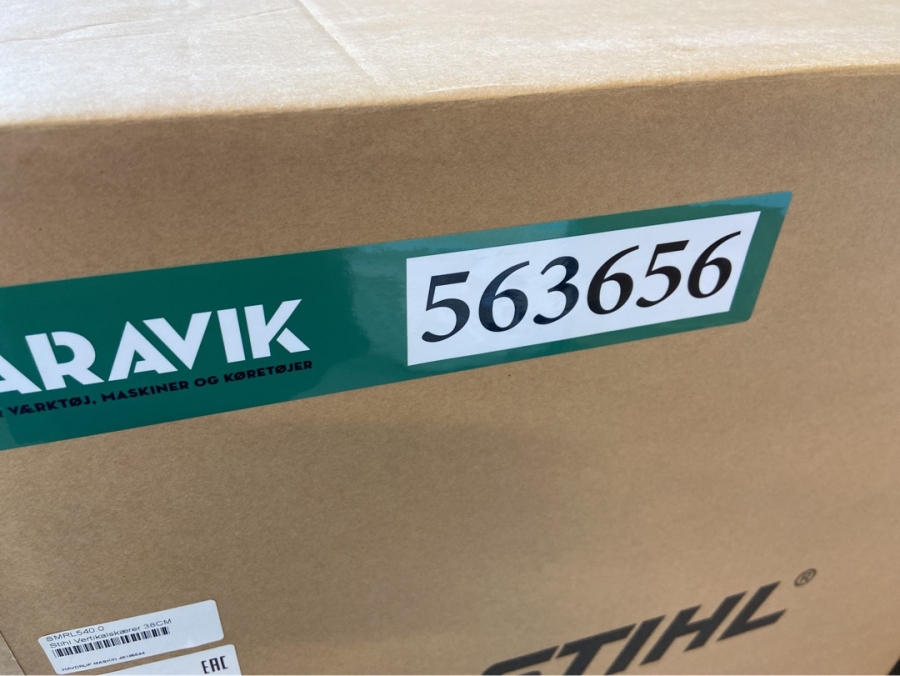 ARAVIK
VÆRKTØJ, MASKINER OG KØRETØJER
563656
STIHL®
SMRL540.0
Stihl Vertikalskærer 38CM
EAC